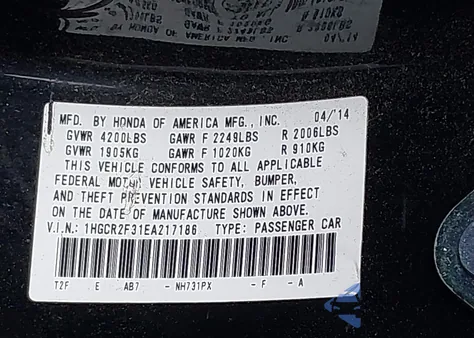 MFD. BY HONDA OF AMERICA MFG., INC. 04/'14
GVWR 4200LBS GAWR F 2249LBS R 2006LBS
GVWR 1905KG GAWR F 1020KG R 910KG
THIS VEHICLE CONFORMS TO ALL APPLICABLE
FEDERAL MOTOR VEHICLE SAFETY, BUMPER,
AND THEFT PREVENTION STANDARDS IN EFFECT
ON THE DATE OF MANUFACTURE SHOWN ABOVE.
V.I.N.: 1HGCR2F31EA217186 TYPE: PASSENGER CAR
T2F E AB7 - NH731PX - F - A